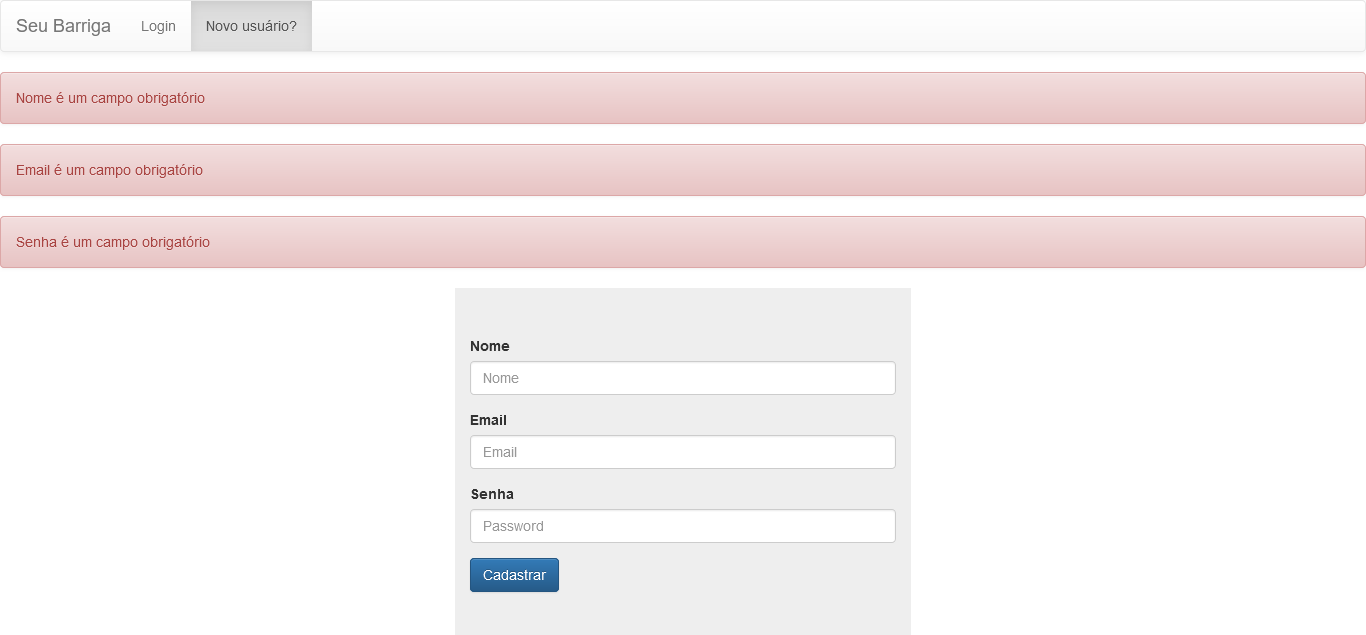 Seu Barriga Login Novo usuário?
Nome é um campo obrigatório
Email é um campo obrigatório
Senha é um campo obrigatório
Nome
Nome
Email
Email
Senha
Password
Cadastrar